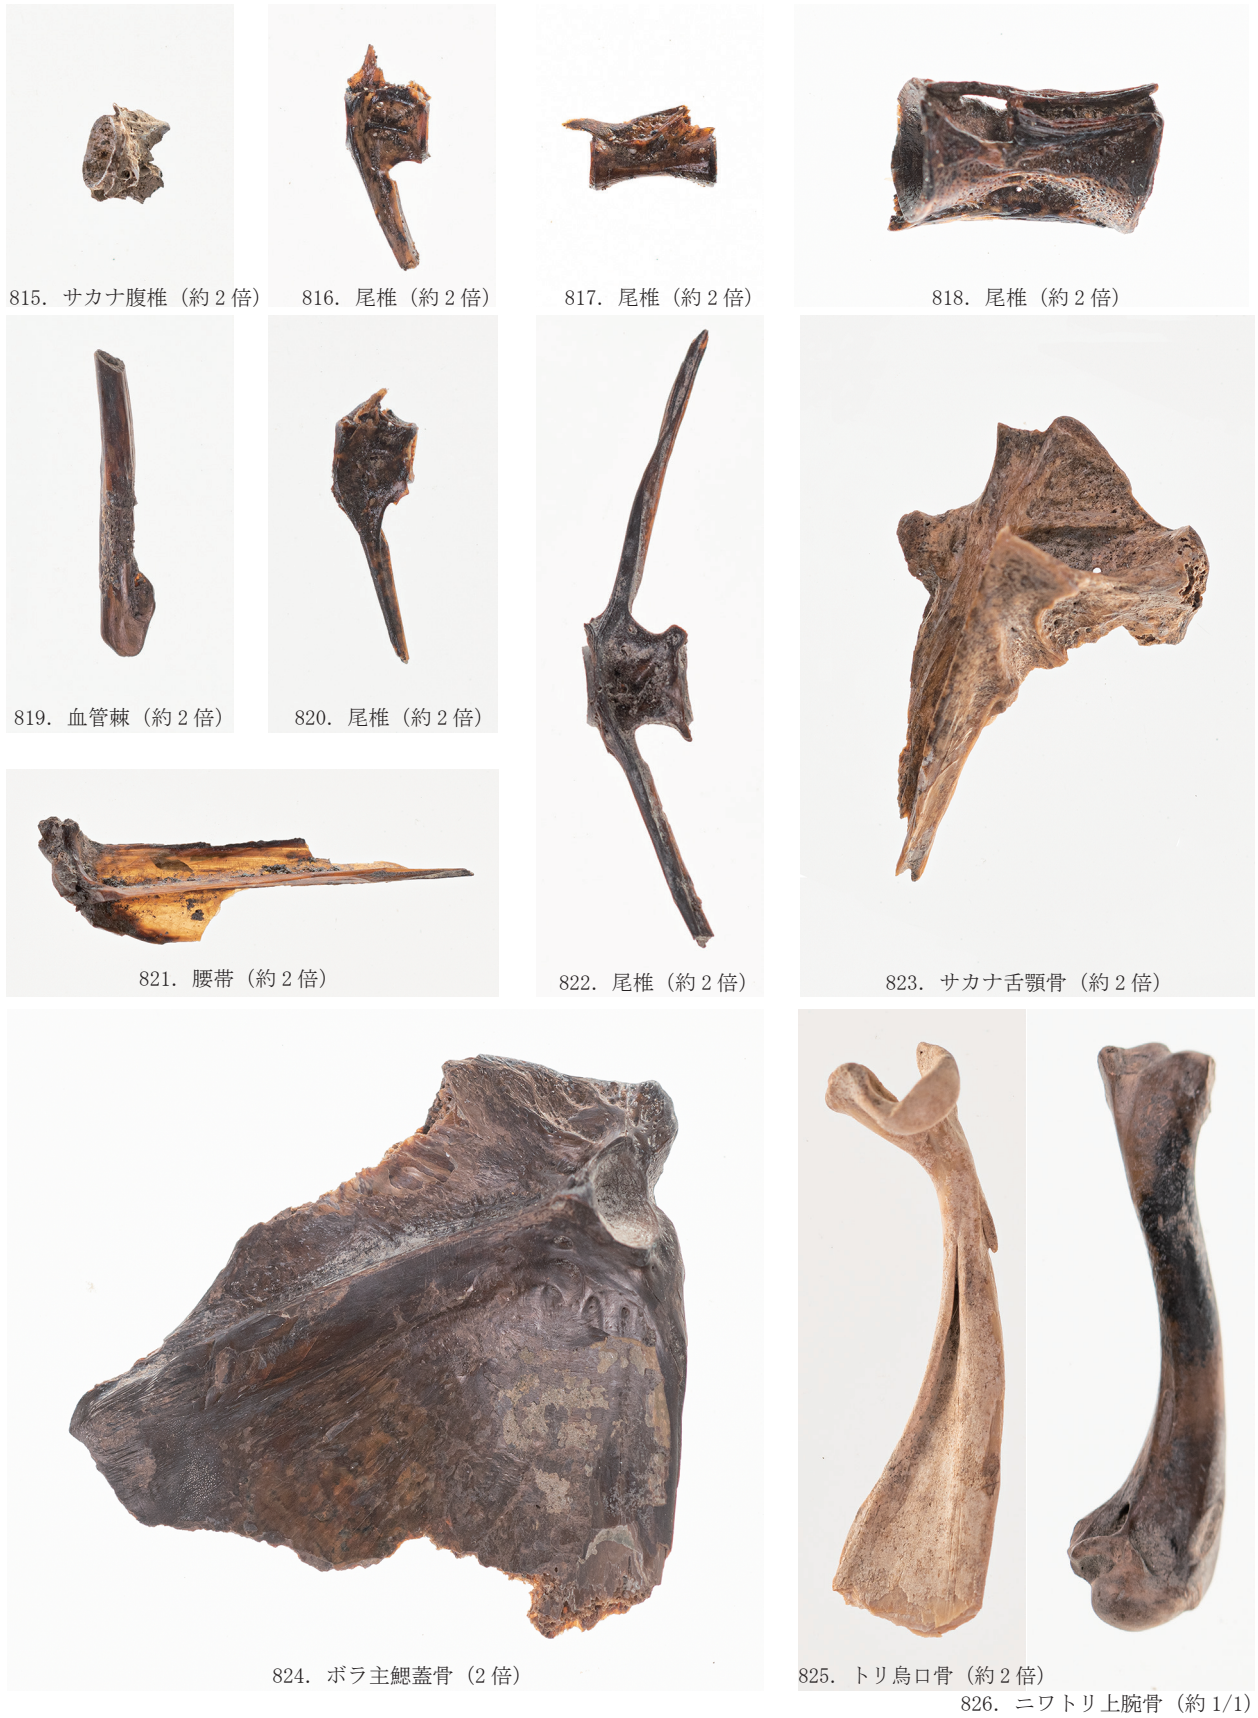 815．サカナ腹椎（約 2 倍）
816．尾椎（約 2 倍）
817．尾椎（約 2 倍）
818．尾椎（約 2 倍）
819．血管棘（約 2 倍）
820．尾椎（約 2 倍）
821．腰帯（約 2 倍）
822．尾椎（約 2 倍）
823．サカナ舌顎骨（約 2 倍）
824．ボラ主鰓蓋骨（2 倍）
825．トリ烏口骨（約 2 倍）
826．ニワトリ上腕骨（約 1/1）